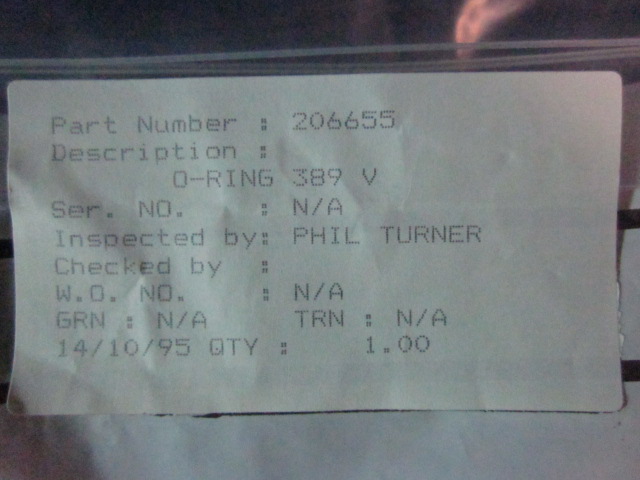 Part Number : 206655
Description :
O-RING 389 V
Ser. NO. : N/A
Inspected by: PHIL TURNER
Checked by :
W.O. NO. : N/A
GRN : N/A TRN : N/A
14/10/95 QTY : 1.00